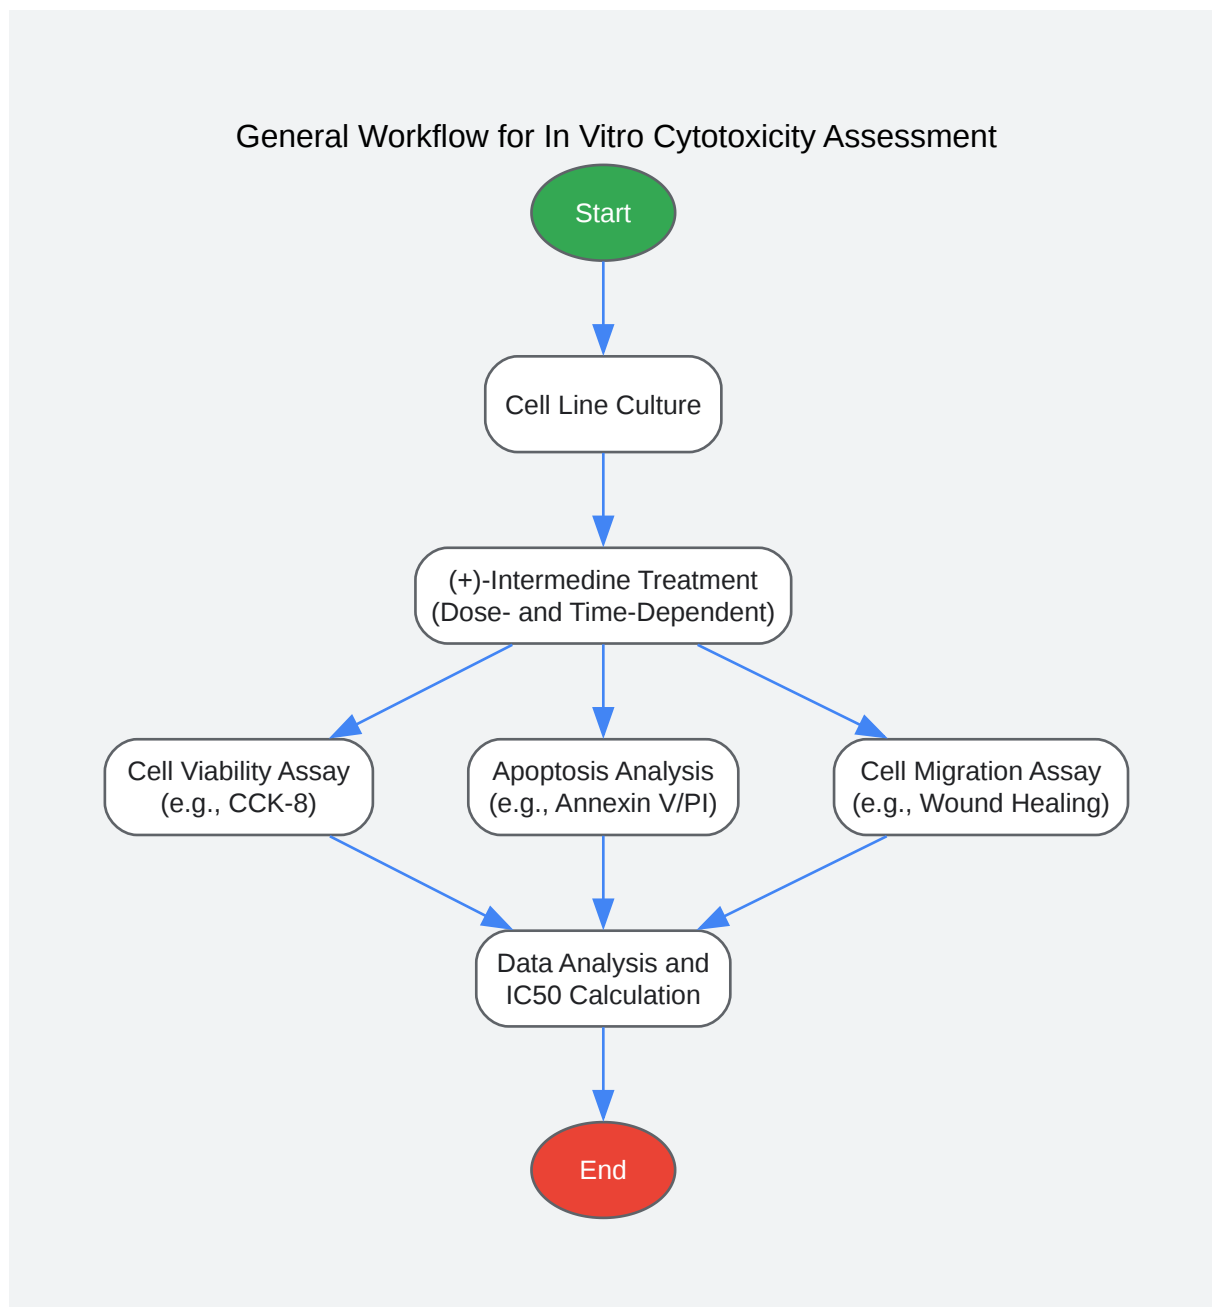 General Workflow for In Vitro Cytotoxicity Assessment
Start
Cell Line Culture
(+)-Intermedine Treatment
(Dose- and Time-Dependent)
Cell Viability Assay
(e.g., CCK-8)
Apoptosis Analysis
(e.g., Annexin V/PI)
Cell Migration Assay
(e.g., Wound Healing)
Data Analysis and
IC50 Calculation
End